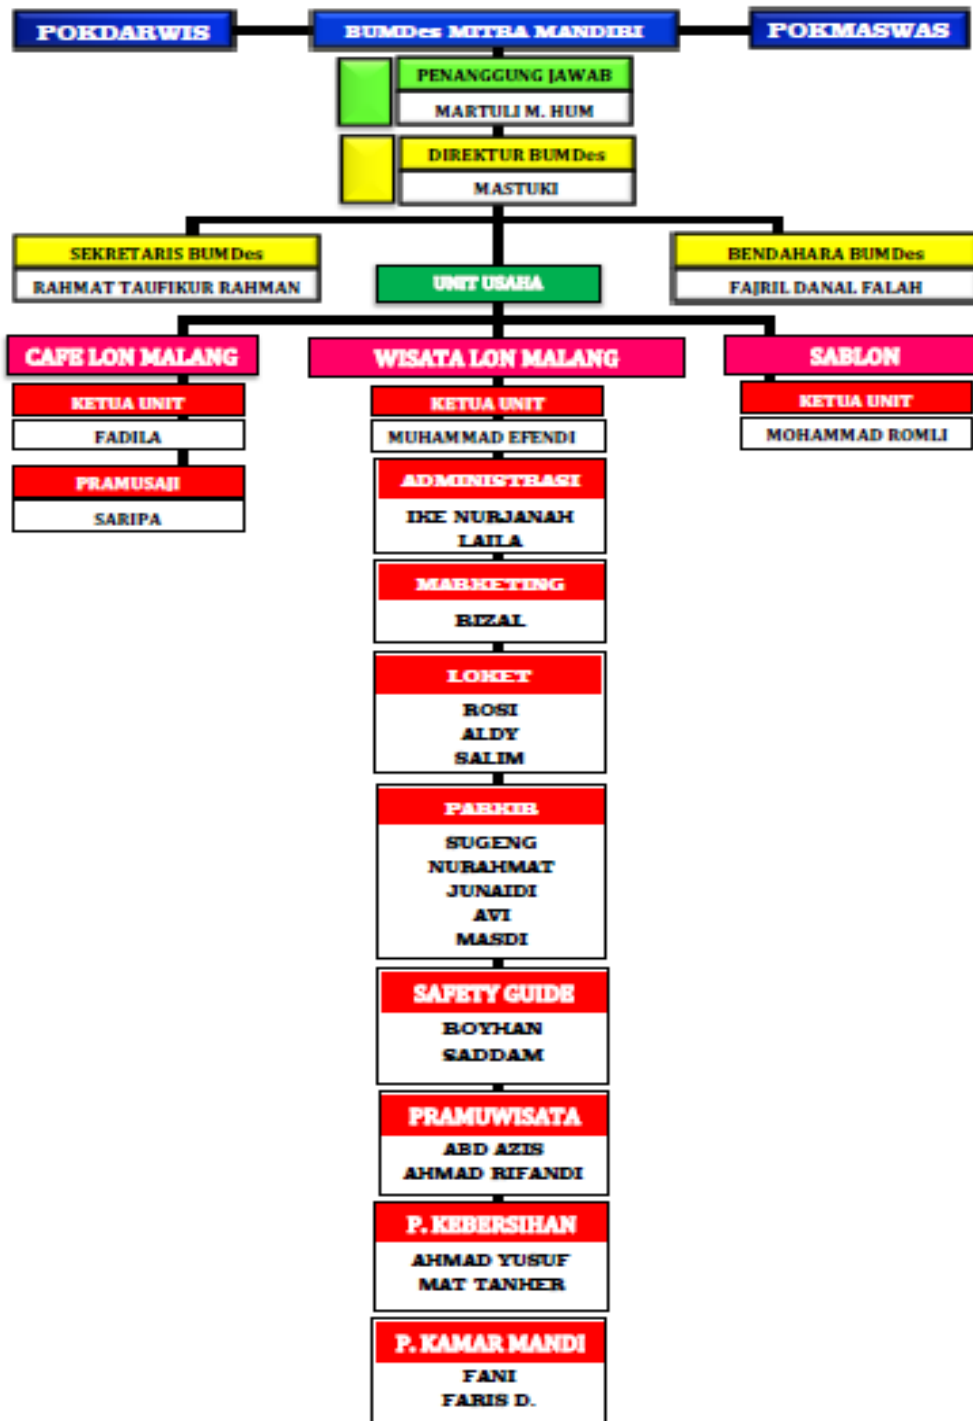 POKDARWIS
BUMDes MITRA MANDIRI
POKMASWAS
PENANGGUNG JAWAB
MARTULI M. HUM
DIREKTUR BUMDes
MASTUKI
SEKRETARIS BUMDes
RAHMAT TAUFIKUR RAHMAN
BENDAHARA BUMDes
FAJRIL DANAL FALAH
UNIT USAHA
CAFE LON MALANG
KETUA UNIT
FADILA
PRAMUSAJI
SARIPA
WISATA LON MALANG
KETUA UNIT
MUHAMMAD EFENDI
ADMINISTRASI
IKE NURJANAH
LAILA
MARKETING
RIZAL
LOKET
ROSI
ALDY
SALIM
PARKIR
SUGENG
NURAHMAT
JUNAIDI
AVI
MASDI
SAFETY GUIDE
ROYHAN
SADDAM
PRAMUWISATA
ABD AZIS
AHMAD RIFANDI
P. KEBERSIHAN
AHMAD YUSUF
MAT TANHER
P. KAMAR MANDI
FANI
FARIS D.
SABLON
KETUA UNIT
MOHAMMAD ROMLI